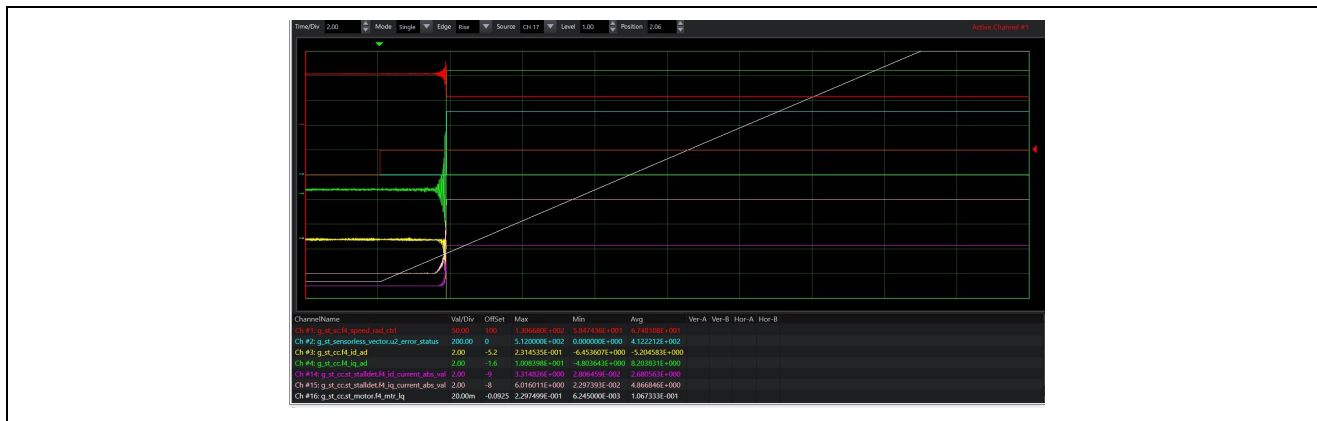 Time/Div 2.00 Mode Single Edge Rise Source CH 17 Level 1.00 Position 2.06 Active Channel #1
ChannelName Val/Div OffSet Max Min Avg Ver-A Ver-B Hor-A Hor-B
Ch #1: g_st_sc.f4_speed_rad_ctrl 50.00 100 1.306680E+002 5.847436E+001 6.748108E+001
Ch #2: g_st_sensorless_vector.u2_error_status 200.00 0 5.120000E+002 0.000000E+000 4.122212E+002
Ch #3: g_st_cc.f4_id_ad 2.00 -5.2 2.314535E-001 -6.453607E+000 -5.204583E+000
Ch #4: g_st_cc.f4_iq_ad 2.00 -1.6 1.008398E+001 -4.803643E+000 8.203831E+000
Ch #14: g_st_cc.st_stalldet.f4_id_current_abs_val 2.00 -9 3.314826E+000 2.806459E-002 2.680563E+000
Ch #15: g_st_cc.st_stalldet.f4_iq_current_abs_val 2.00 -8 6.016011E+000 2.297393E-002 4.866846E+000
Ch #16: g_st_cc.st_motor.f4_mtr_lq 20.00m -0.0925 2.297499E-001 6.245000E-003 1.067333E-001